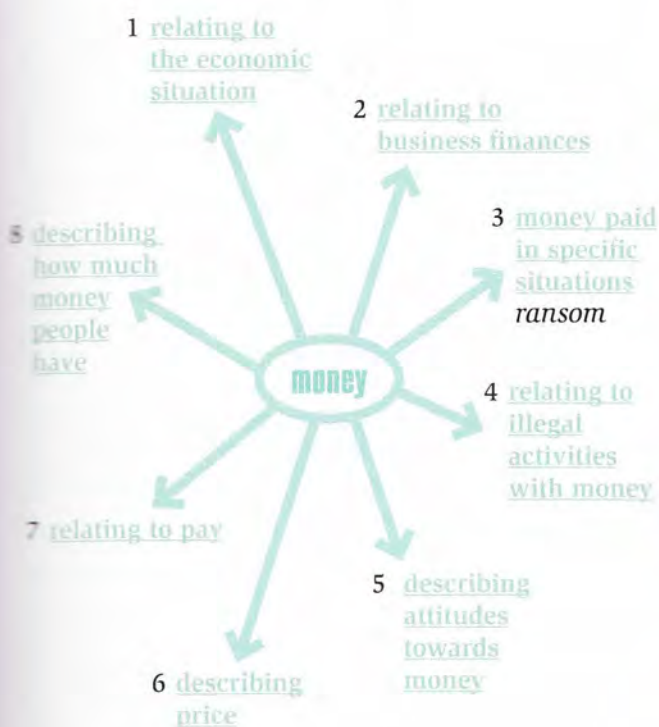 1 relating to
the economic
situation
2 relating to
business finances
3 money paid
in specific
situations
ransom
4 relating to
illegal
activities
with money
5 describing
attitudes
towards
money
6 describing
price
7 relating to pay
8 describing
how much
money
people
have
money